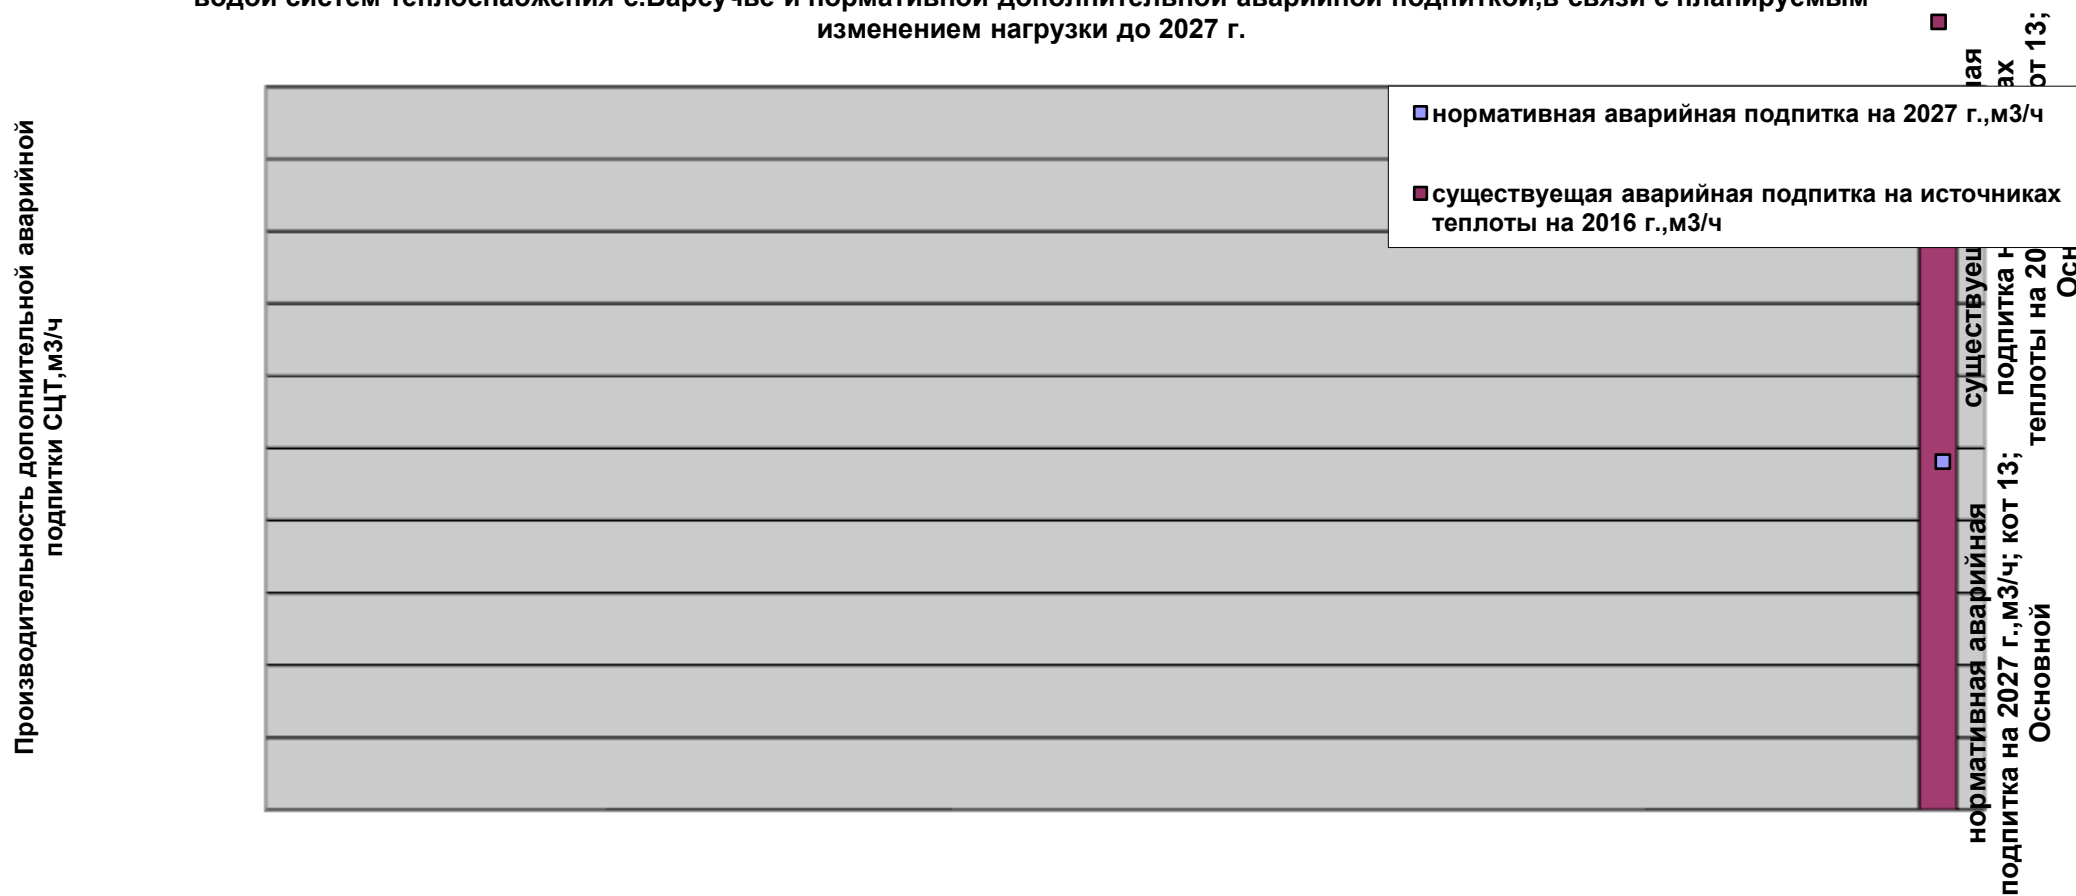 водой систем теплоснабжения с.Варсучье и нормативной дополнительной аварийной подпиткой,в связи с планируемым
изменением нагрузки до 2027 г.
Производительность дополнительной аварийной
подпитки СЦТ,м3/ч
нормативная аварийная подпитка на 2027 г.,м3/ч
существуещая аварийная подпитка на источниках
теплоты на 2016 г.,м3/ч
подпитка
теплоты на 20 от 13;
нормативная аварийная
подпитка на 2027 г.,м3/ч; кот 13;
Основной